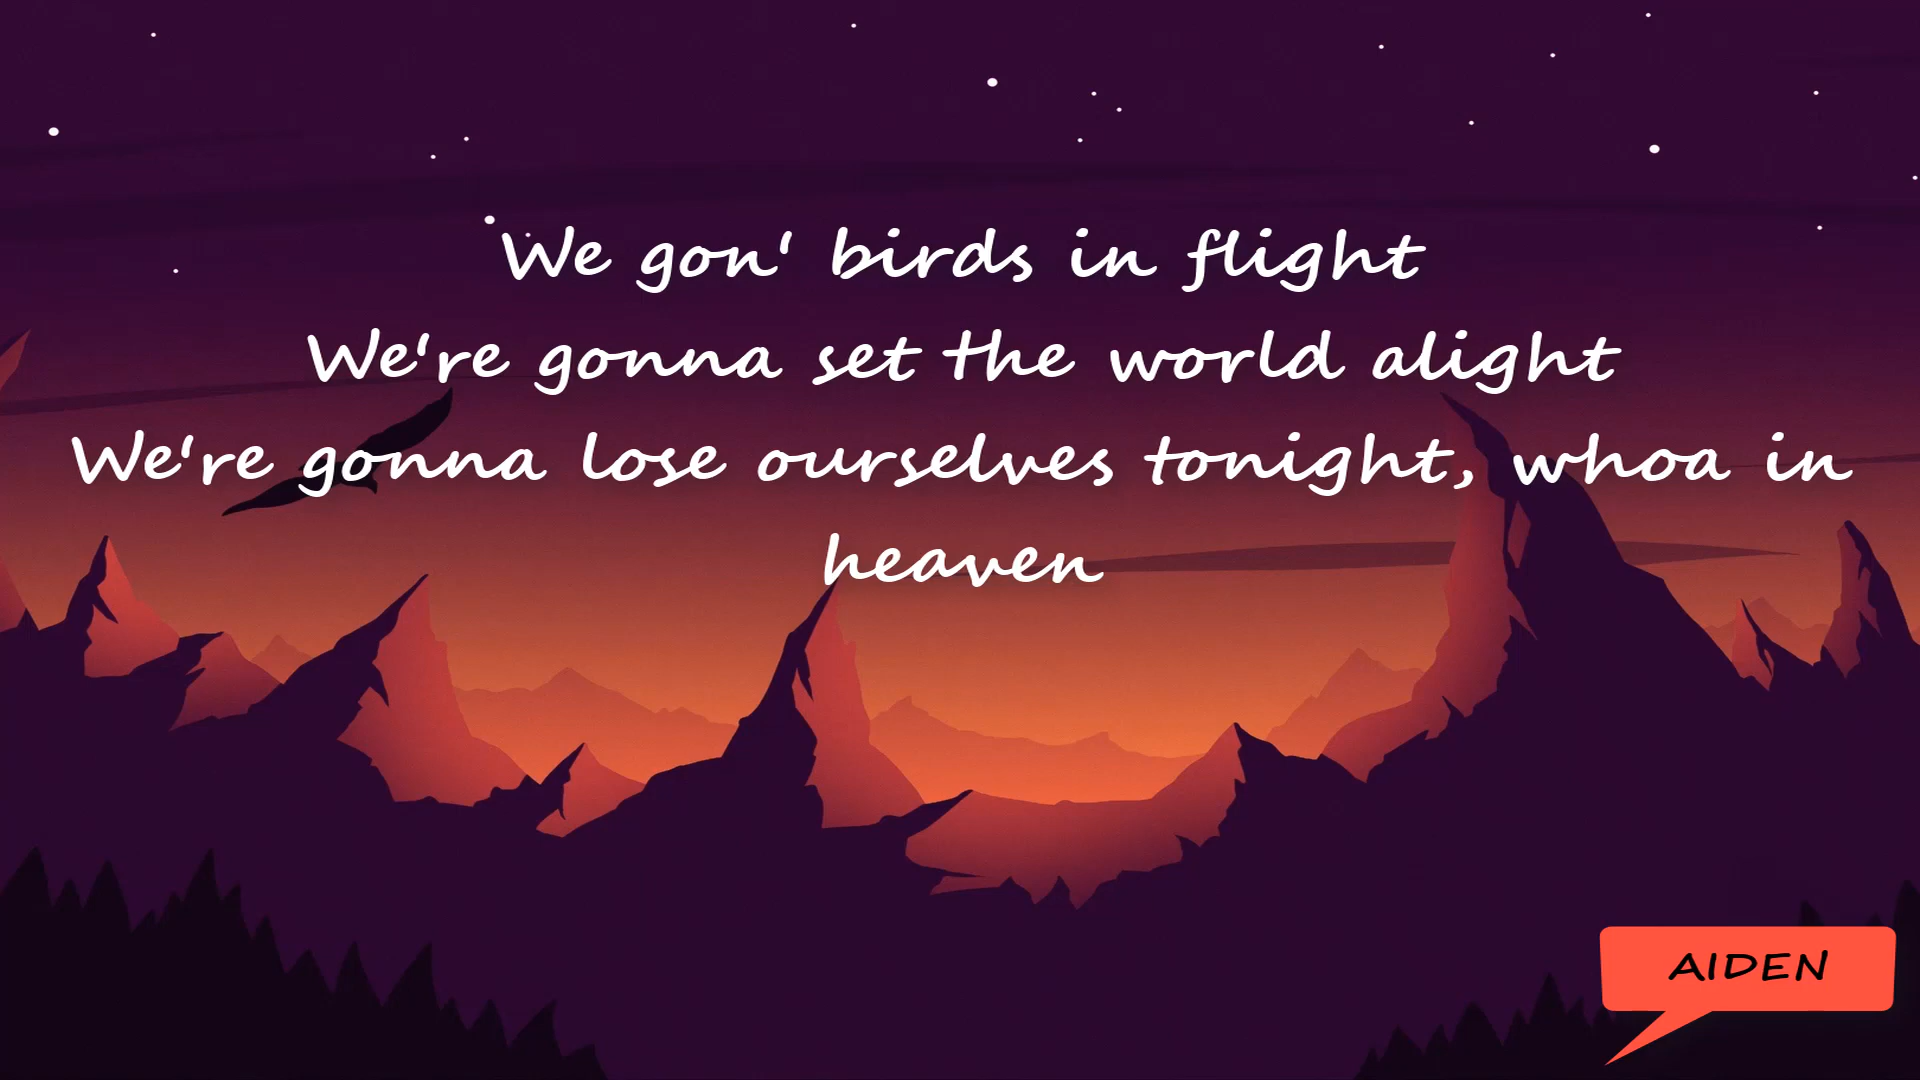 We gon' birds in flight
We're gonna set the world alight
We're gonna lose ourselves tonight, whoa in
heaven
AIDEN